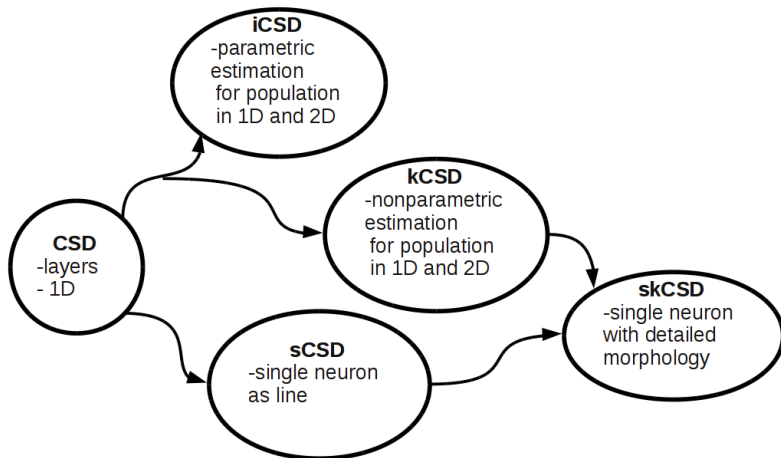 iCSD
-parametric
estimation
for population
in 1D and 2D
kCSD
-nonparametric
estimation
for population
in 1D and 2D
CSD
-layers
- 1D
skCSD
-single neuron
with detailed
morphology
sCSD
-single neuron
as line